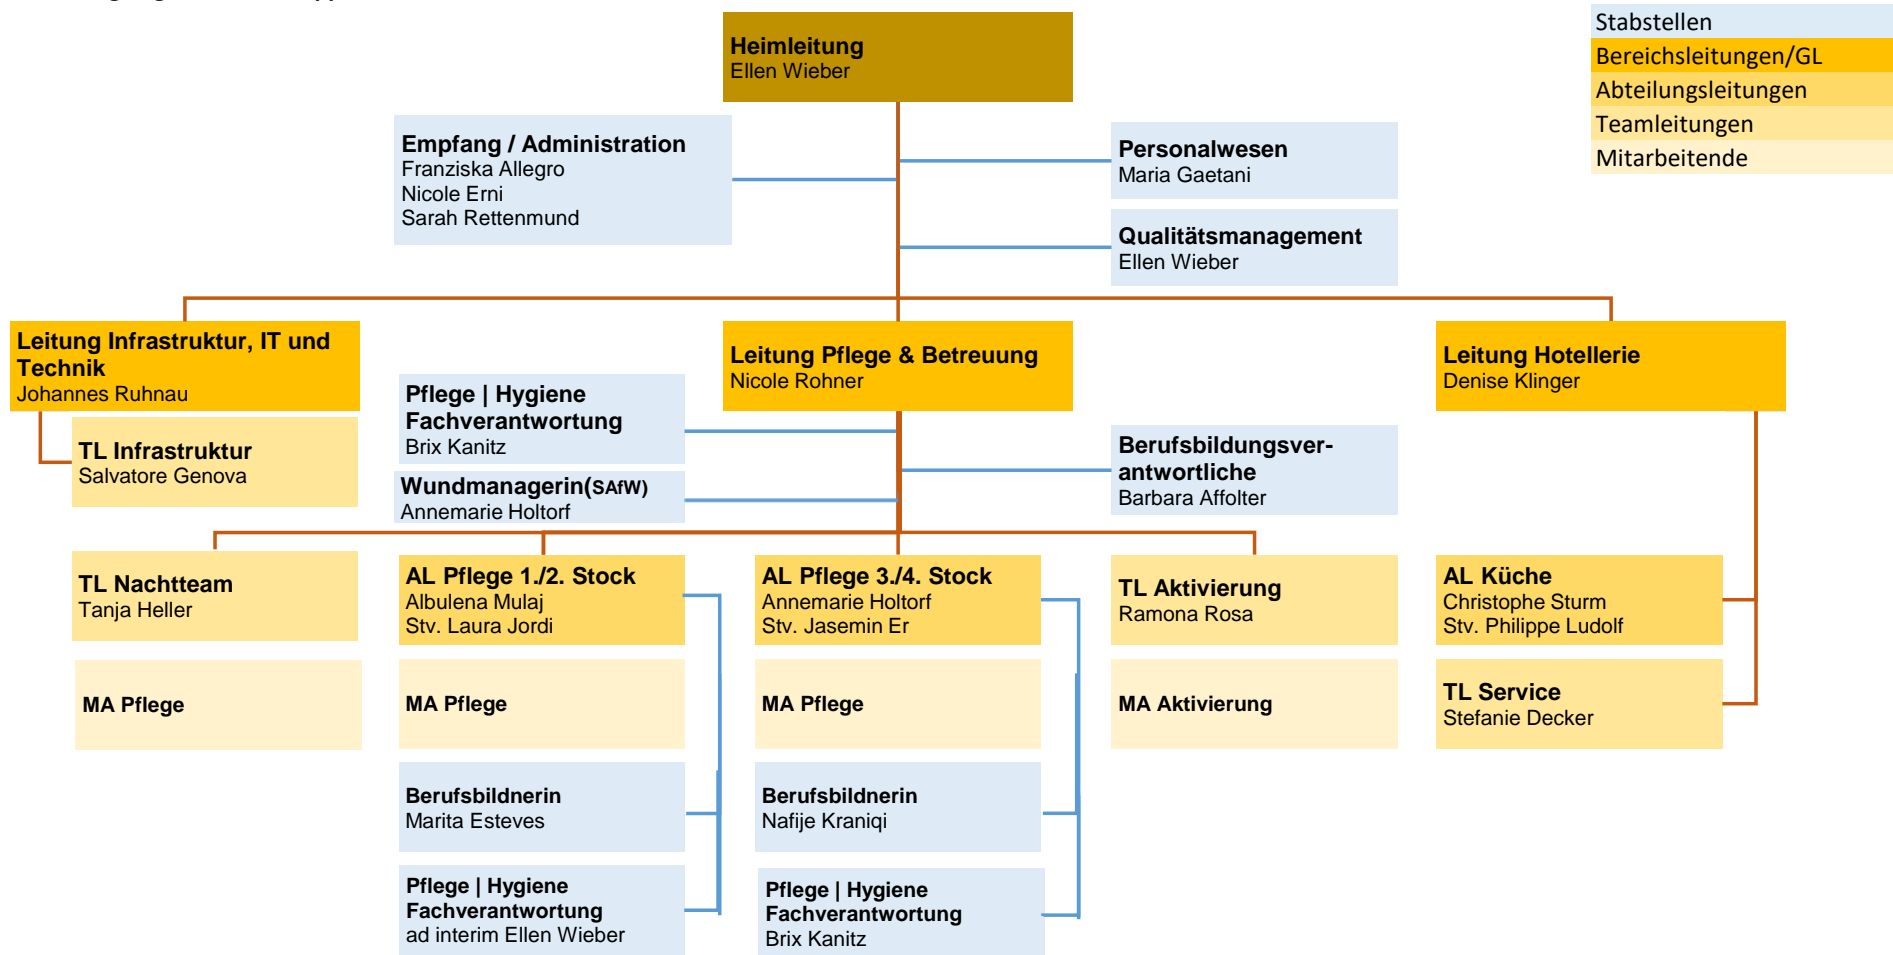 Heimleitung
Ellen Wieber
Stabstellen
Bereichsleitungen/GL
Abteilungsleitungen
Teamleitungen
Mitarbeitende
Empfang / Administration
Franziska Allegro
Nicole Erni
Sarah Rettenmund
Personalwesen
Maria Gaetani
Qualitätsmanagement
Ellen Wieber
Leitung Infrastruktur, IT und
Technik
Johannes Ruhnau
Leitung Pflege & Betreuung
Nicole Rohner
Leitung Hotellerie
Denise Klinger
TL Infrastruktur
Salvatore Genova
Pflege | Hygiene
Fachverantwortung
Brix Kanitz
Wundmanagerin(SAfW)
Annemarie Holtorf
Berufsbildungsver-
antwortliche
Barbara Affolter
TL Nachtteam
Tanja Heller
AL Pflege 1./2. Stock
Albulena Mulaj
Stv. Laura Jordi
AL Pflege 3./4. Stock
Annemarie Holtorf
Stv. Jasemin Er
TL Aktivierung
Ramona Rosa
AL Küche
Christophe Sturm
Stv. Philippe Ludolf
MA Pflege
MA Pflege
MA Pflege
MA Aktivierung
TL Service
Stefanie Decker
Berufsbildnerin
Marita Esteves
Berufsbildnerin
Nafije Kraniqi
Pflege | Hygiene
Fachverantwortung
ad interim Ellen Wieber
Pflege | Hygiene
Fachverantwortung
Brix Kanitz